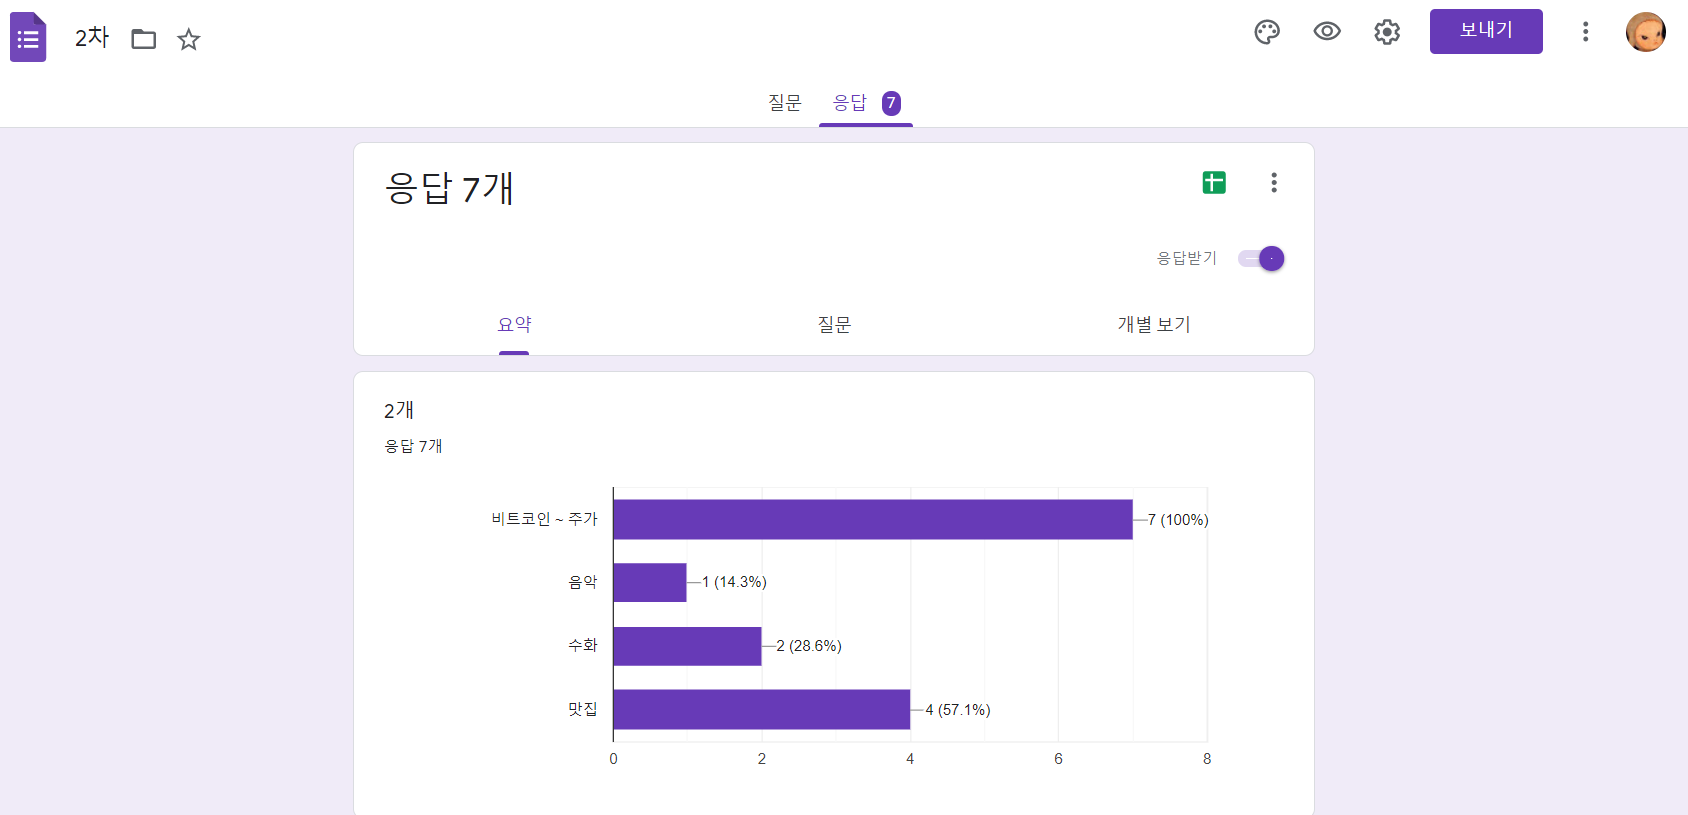 2차
보내기
질문 응답 7
응답 7개
응답받기
요약 질문 개별 보기
2개
응답 7개
비트코인 ~ 주가 7 (100%)
음악 1 (14.3%)
수화 2 (28.6%)
맛집 4 (57.1%)
0 2 4 6 8